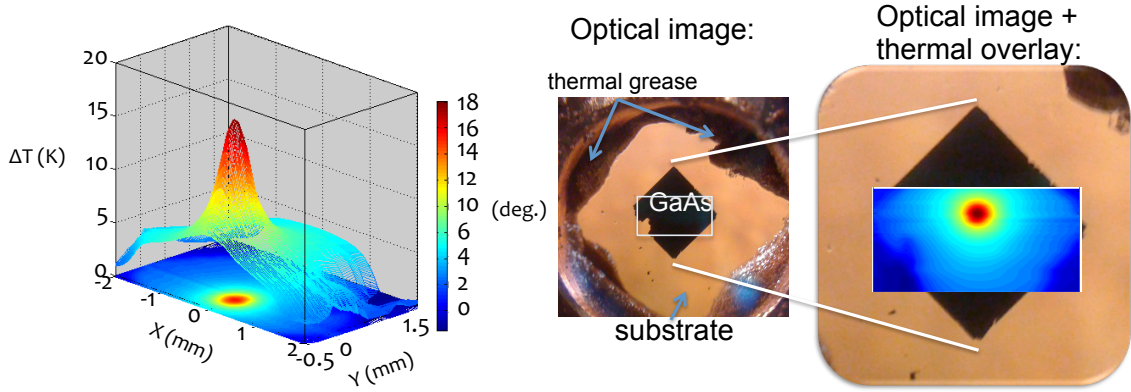 20
15
ΔT (K)
10
5
0
-2
-1
0
1
2
X (mm)
-0.5
0
1.5
Y (mm)
18
16
14
12
10
8
6
4
2
0
(deg.)
Optical image:
thermal grease
GaAs
substrate
Optical image +
thermal overlay: